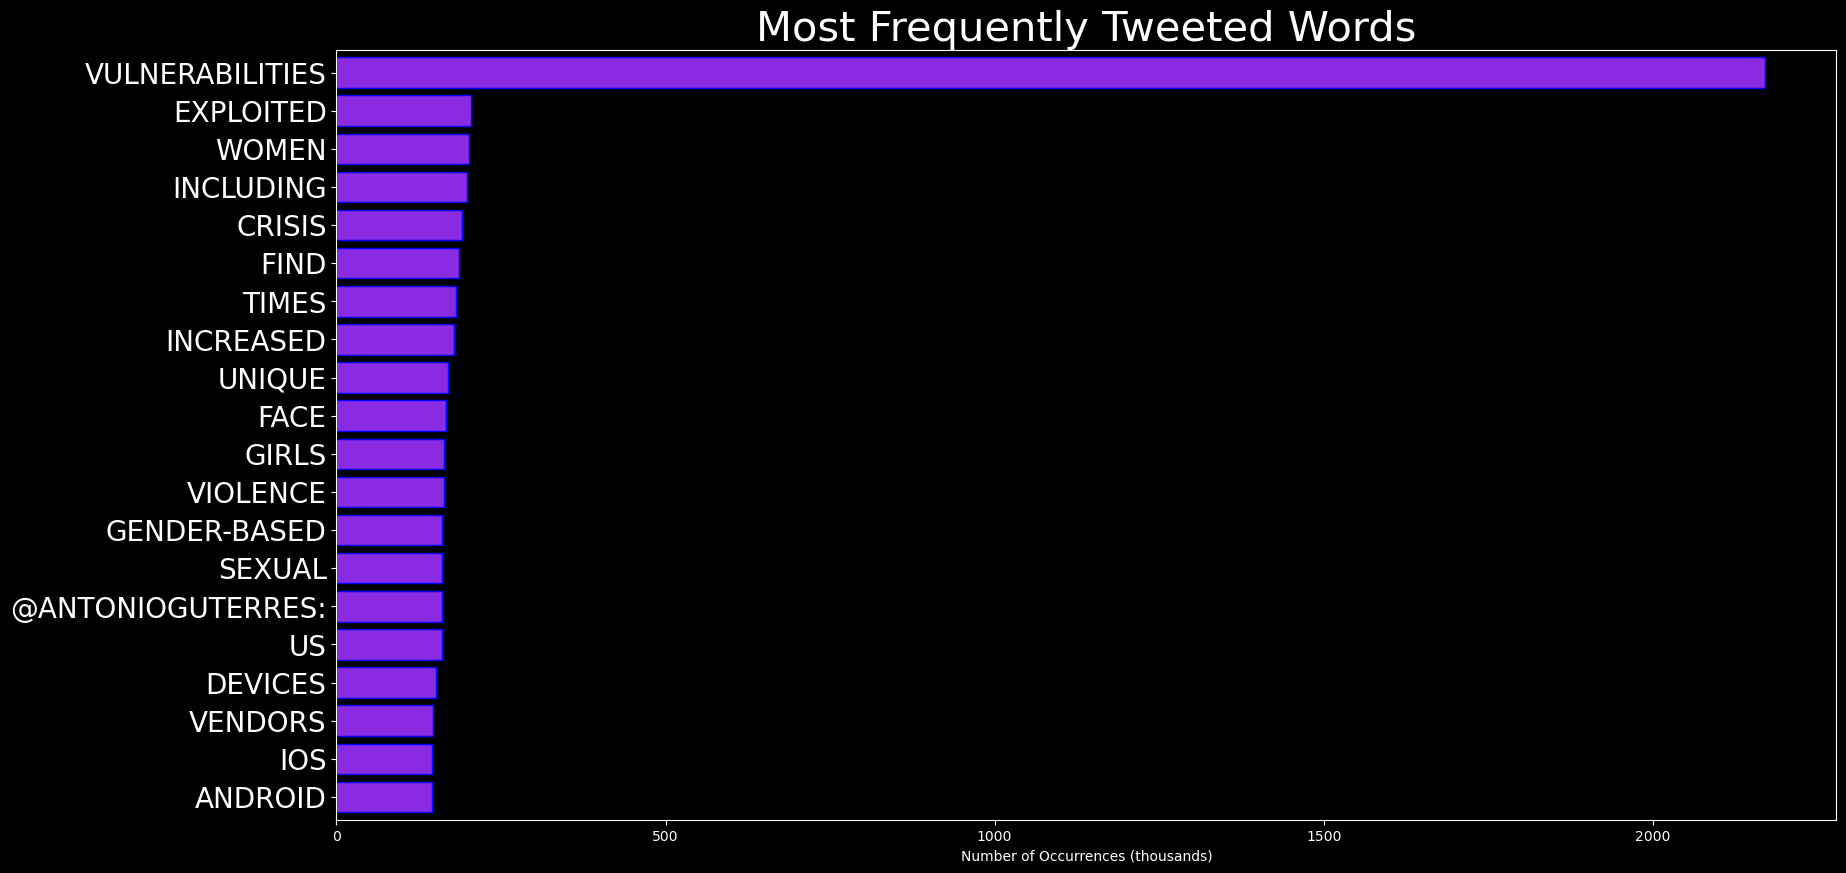 Most Frequently Tweeted Words
VULNERABILITIES
EXPLOITED
WOMEN
INCLUDING
CRISIS
FIND
TIMES
INCREASED
UNIQUE
FACE
GIRLS
VIOLENCE
GENDER-BASED
SEXUAL
@ANTONIOGUTERRES:
US
DEVICES
VENDORS
IOS
ANDROID
0 500 1000 1500 2000
Number of Occurrences (thousands)